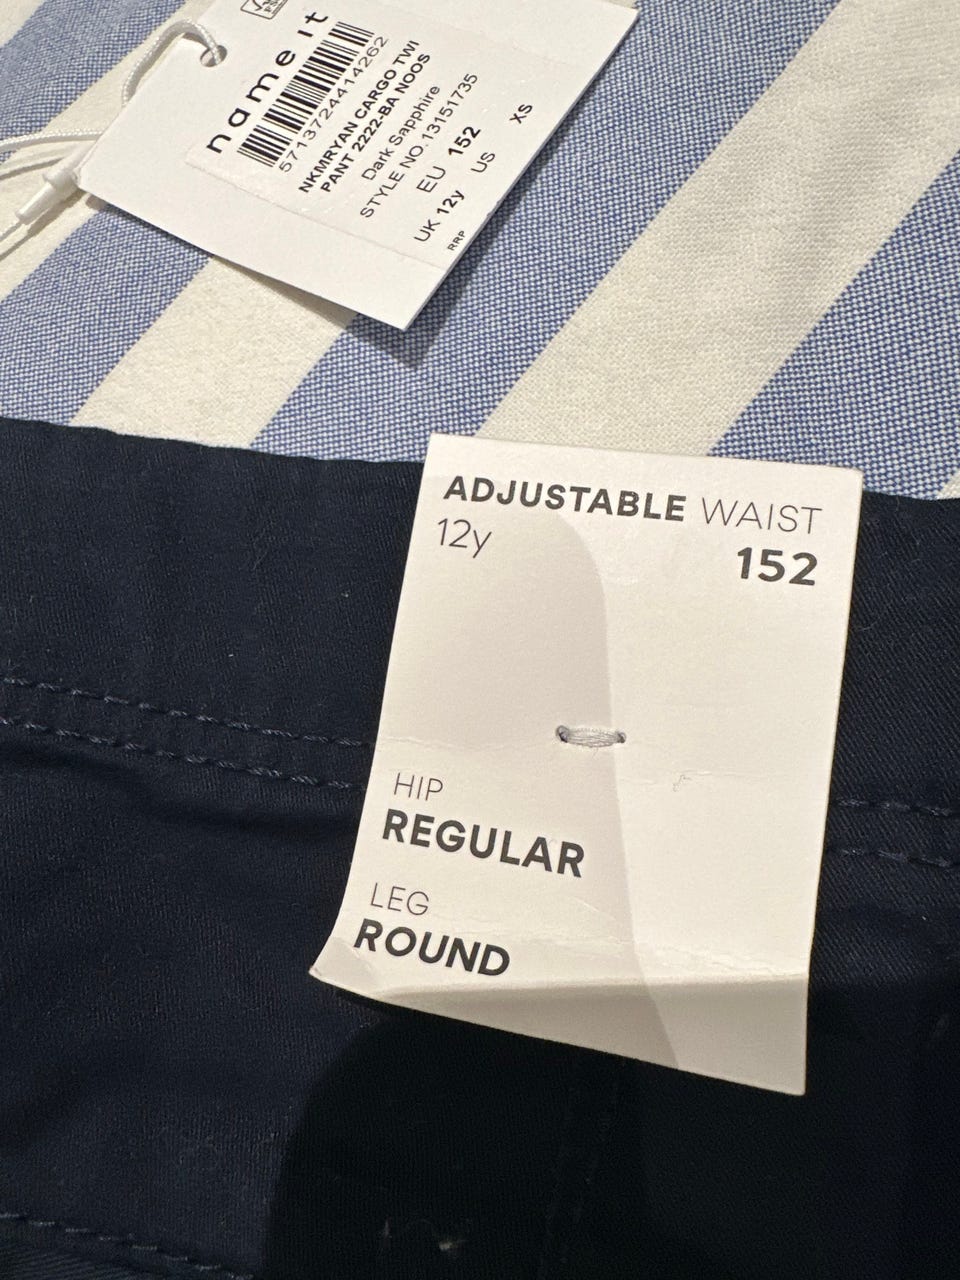 name it
5713724414262
NKMRYAN CARGO TWI
PANT 2222-BA NOOS
Dark Sapphire
STYLE NO.13151735
EU 152
UK 12y US XS
RRP
ADJUSTABLE WAIST
12y 152
HIP
REGULAR
LEG
ROUND